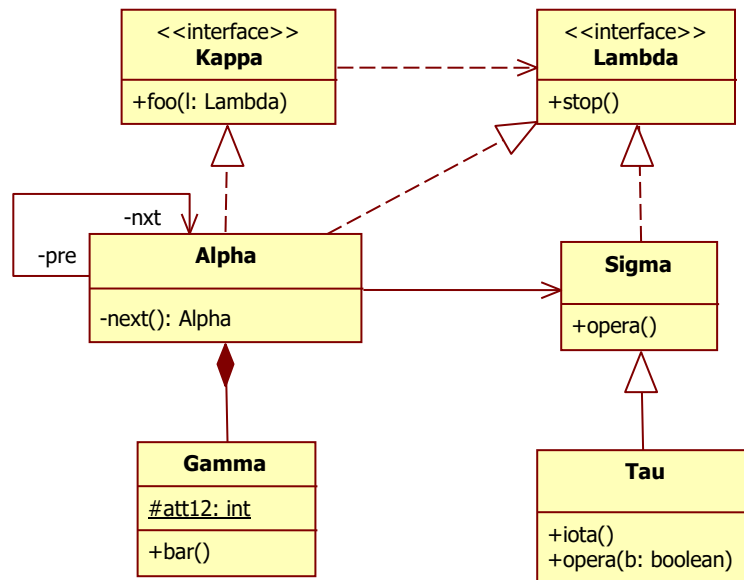 <<interface>>
Kappa
+foo(l: Lambda)
<<interface>>
Lambda
+stop()
-nxt
-pre
Alpha
-next(): Alpha
Sigma
+opera()
Gamma
#att12: int
+bar()
Tau
+iota()
+opera(b: boolean)